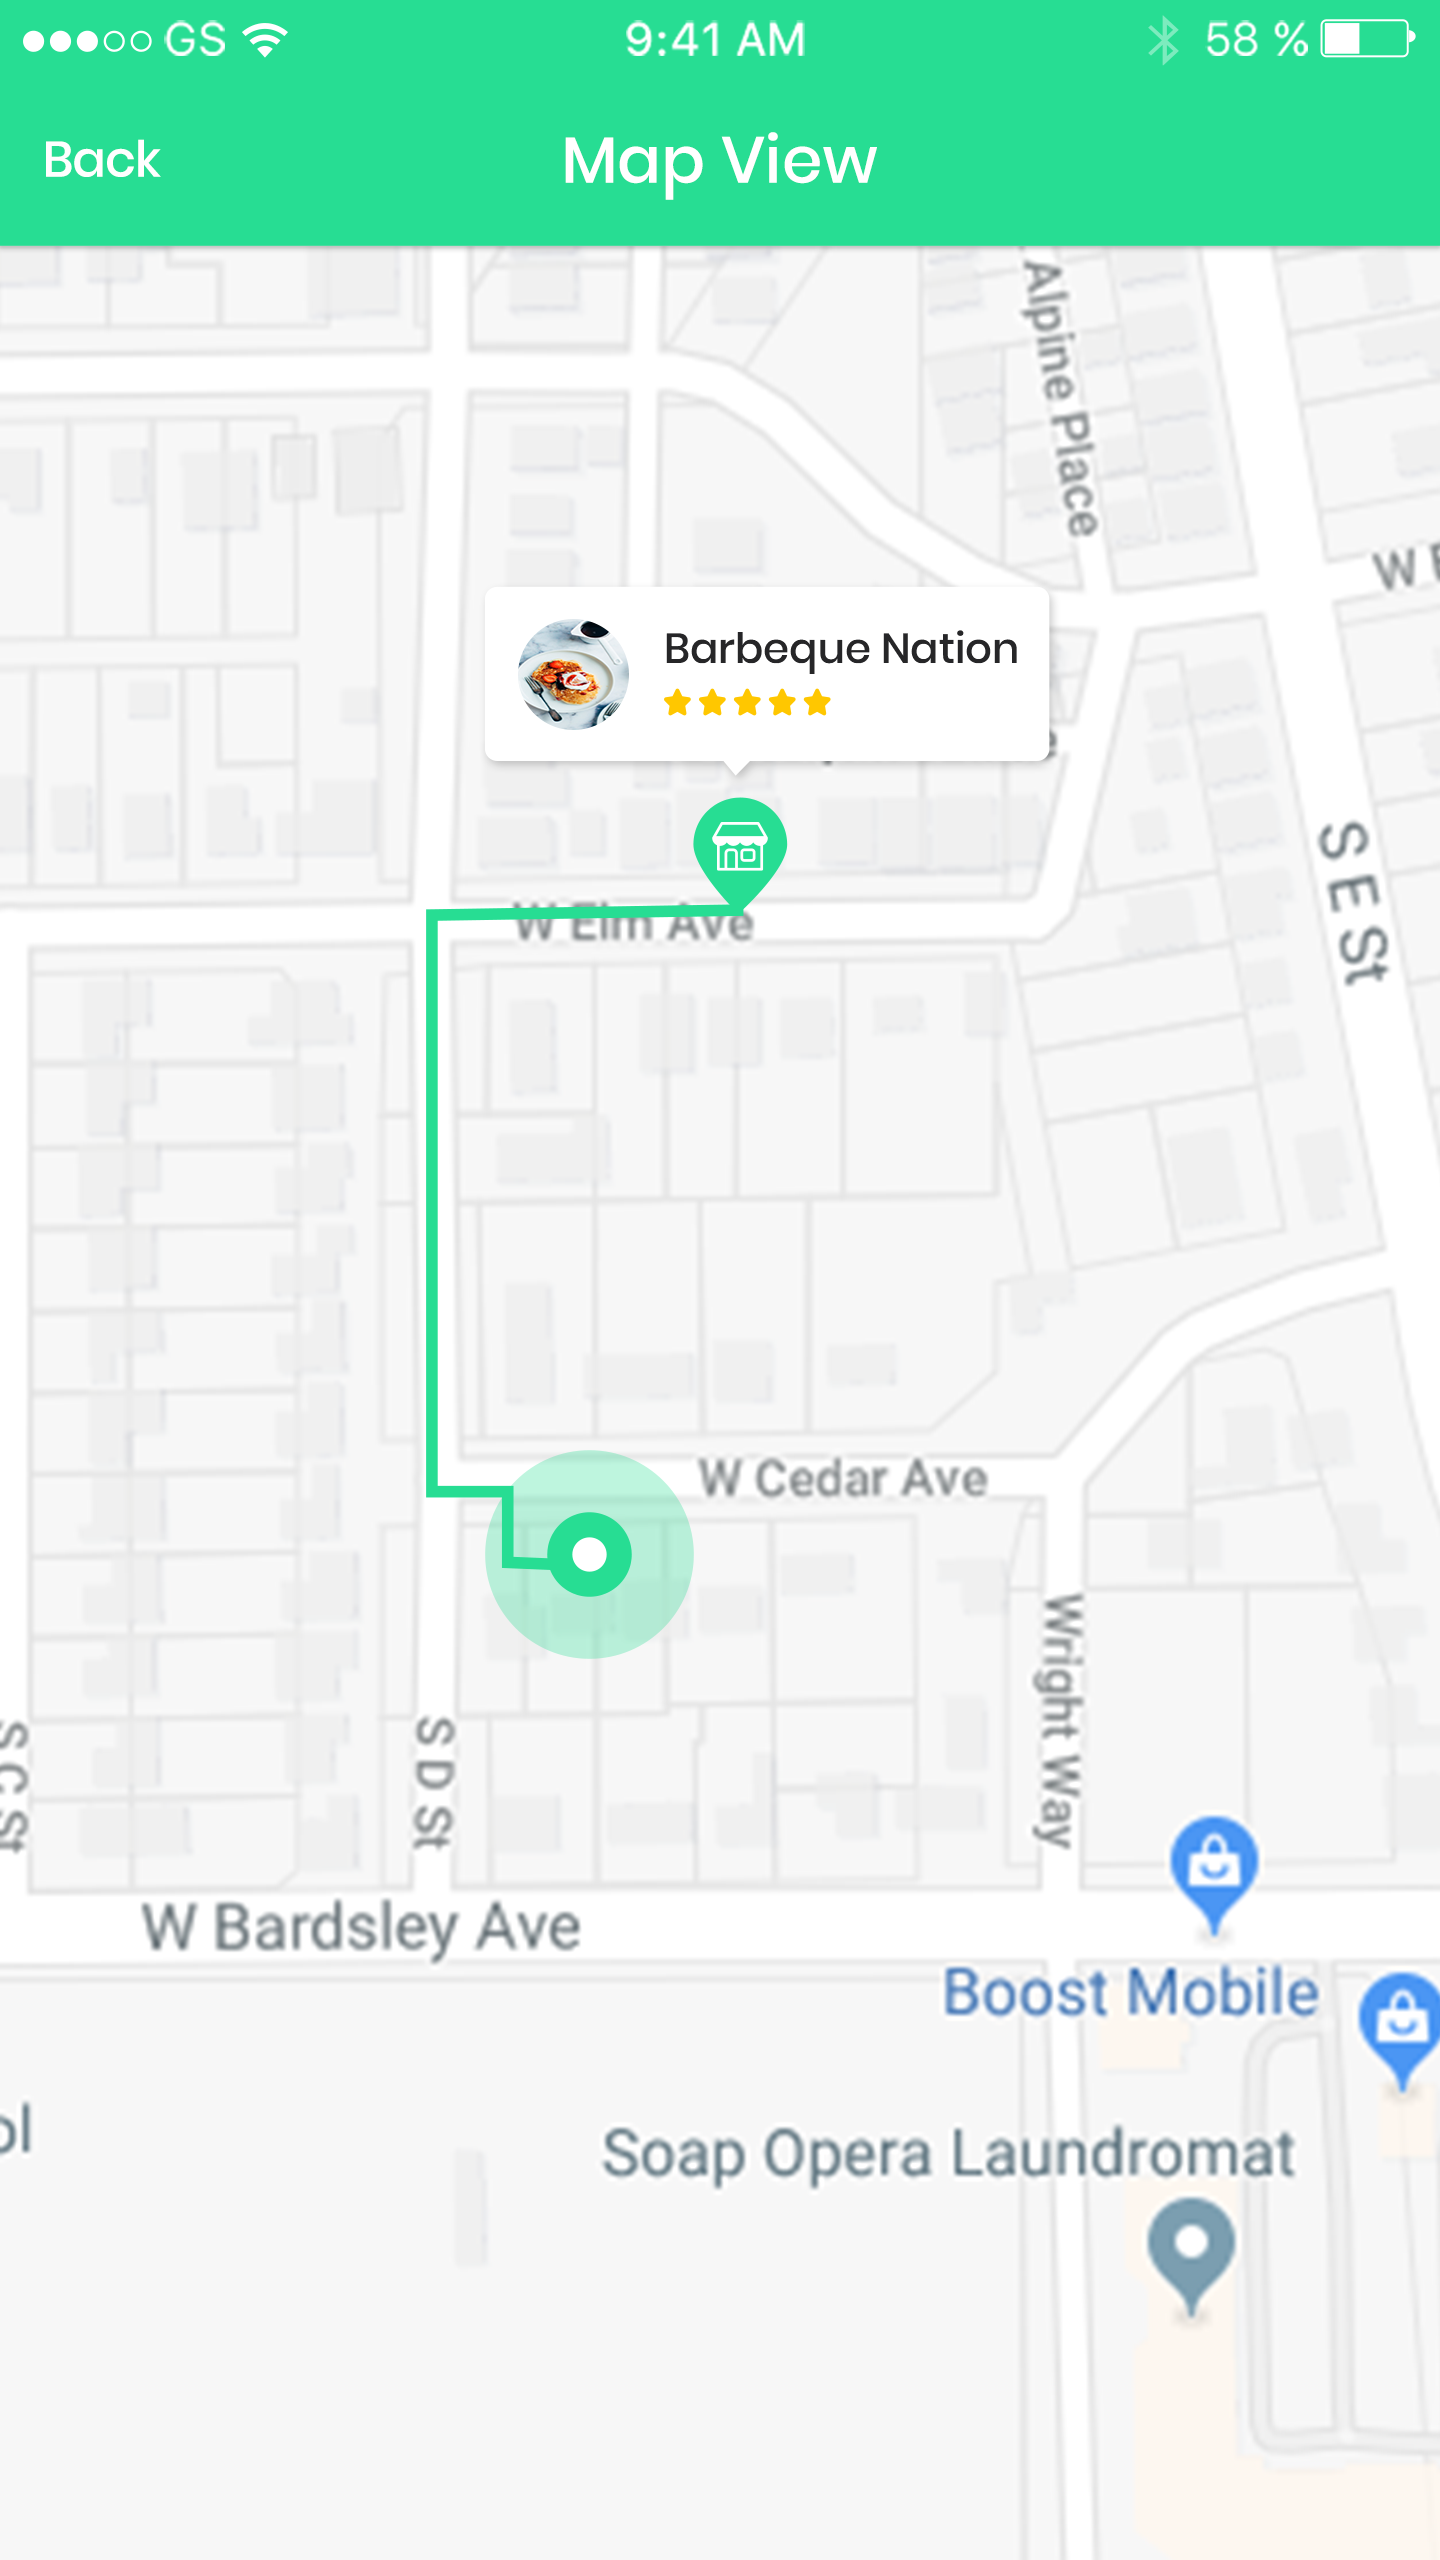 GS 9:41 AM 58 %
Back Map View
Alpine Place
W
Barbeque Nation
S E St
W Elm Ave
W Cedar Ave
Wright Way
S C St
S D St
W Bardsley Ave
Boost Mobile
Soap Opera Laundromat